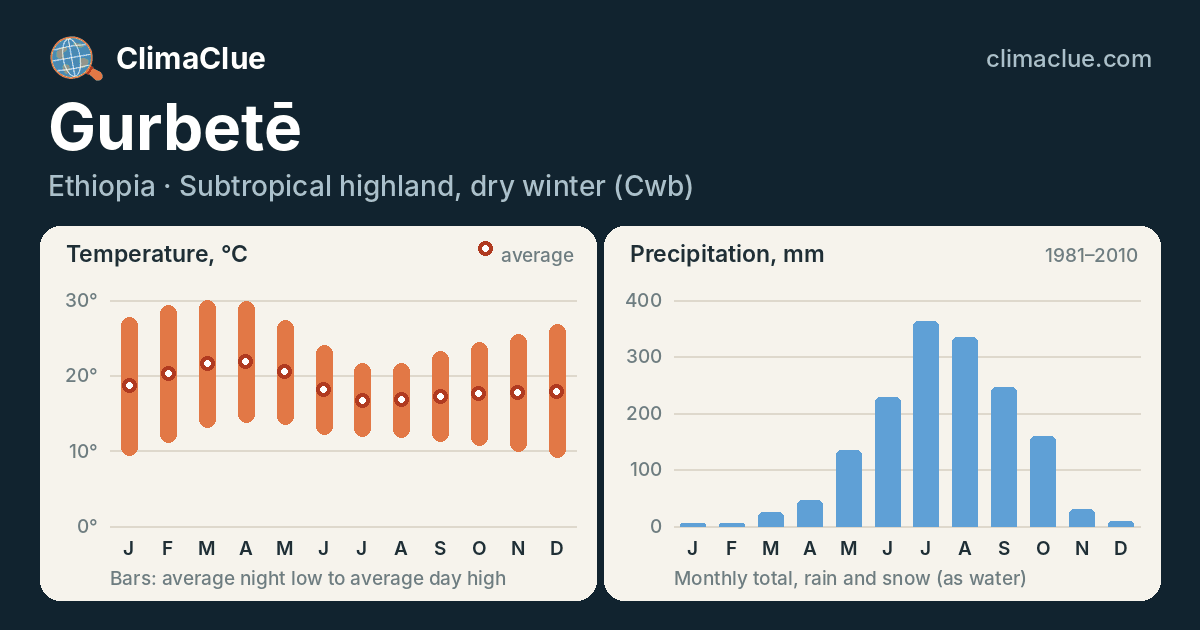 ClimaClue
climaclue.com
Gurbetē
Ethiopia · Subtropical highland, dry winter (Cwb)
Temperature, °C
average
30°
20°
10°
0°
J F M A M J J A S O N D
Bars: average night low to average day high
Precipitation, mm
1981–2010
400
300
200
100
0
J F M A M J J A S O N D
Monthly total, rain and snow (as water)